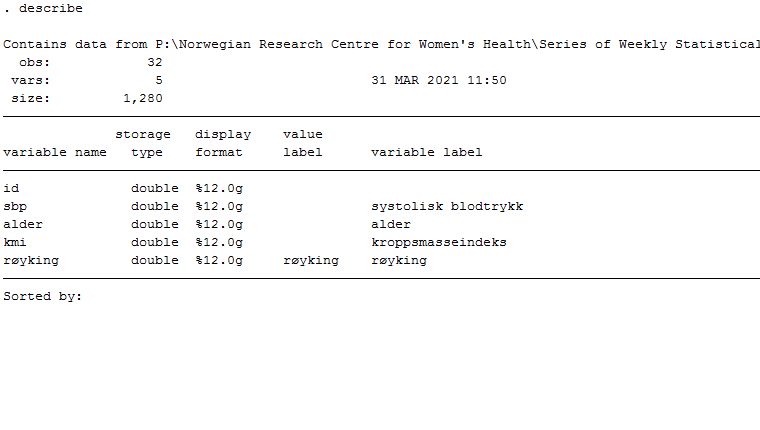 . describe
Contains data from P:\Norwegian Research Centre for Women's Health\Series of Weekly Statistical
obs: 32
vars: 5 31 MAR 2021 11:50
size: 1,280
storage display value
variable name type format label variable label
id double %12.0g
sbp double %12.0g systolisk blodtrykk
alder double %12.0g alder
kmi double %12.0g kroppsmasseindeks
røyking double %12.0g røyking røyking
Sorted by: